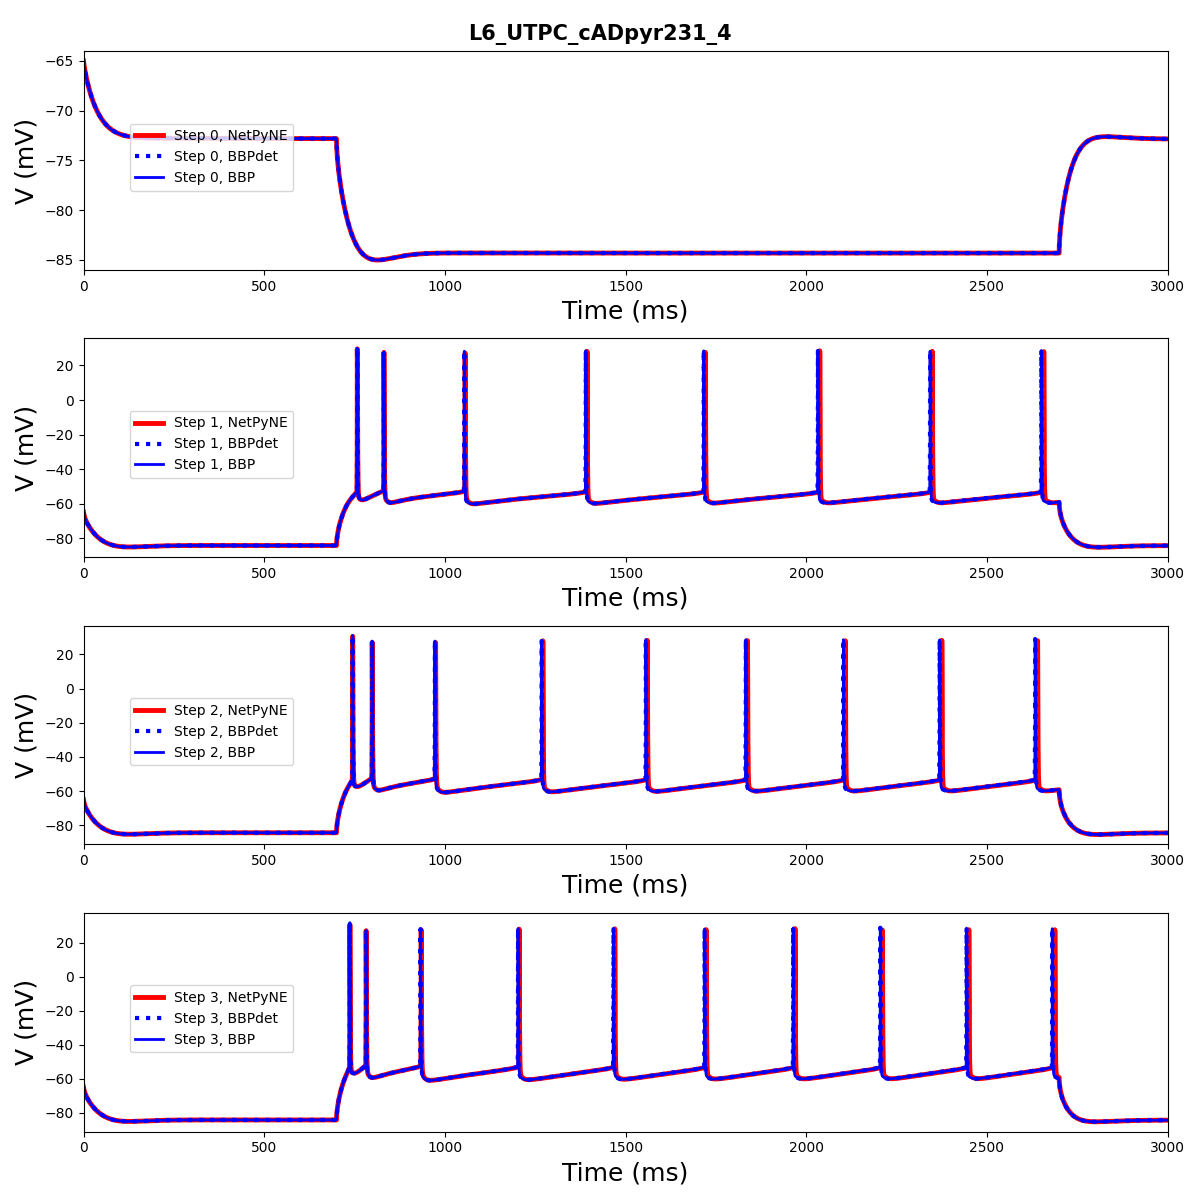 L6_UTPC_cADpyr231_4
−65
−70
−75
−80
−85
V (mV)
Step 0, NetPyNE
Step 0, BBPdet
Step 0, BBP
0 500 1000 1500 2000 2500 3000
Time (ms)
20
0
−20
−40
−60
−80
V (mV)
Step 1, NetPyNE
Step 1, BBPdet
Step 1, BBP
0 500 1000 1500 2000 2500 3000
Time (ms)
20
0
−20
−40
−60
−80
V (mV)
Step 2, NetPyNE
Step 2, BBPdet
Step 2, BBP
0 500 1000 1500 2000 2500 3000
Time (ms)
20
0
−20
−40
−60
−80
V (mV)
Step 3, NetPyNE
Step 3, BBPdet
Step 3, BBP
0 500 1000 1500 2000 2500 3000
Time (ms)